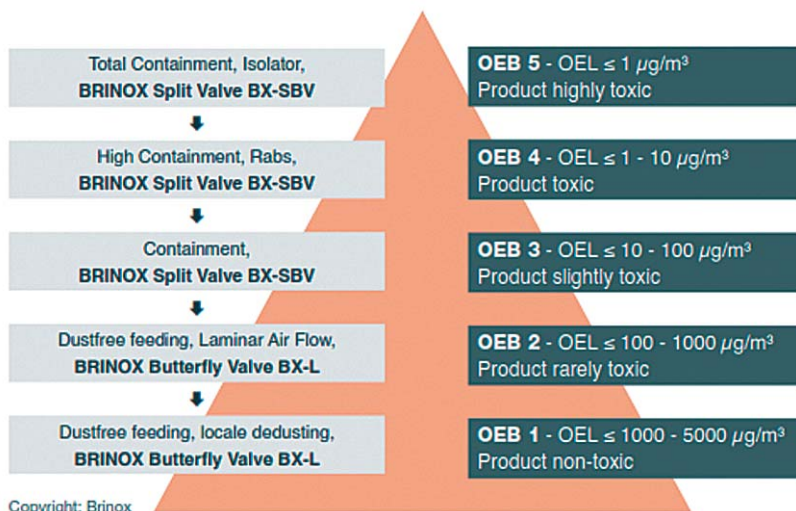 Total Containment, Isolator,
BRINOX Split Valve BX-SBV
OEB 5 - OEL ≤ 1 µg/m³
Product highly toxic
High Containment, Rabs,
BRINOX Split Valve BX-SBV
OEB 4 - OEL ≤ 1 - 10 µg/m³
Product toxic
Containment,
BRINOX Split Valve BX-SBV
OEB 3 - OEL ≤ 10 - 100 µg/m³
Product slightly toxic
Dustfree feeding, Laminar Air Flow,
BRINOX Butterfly Valve BX-L
OEB 2 - OEL ≤ 100 - 1000 µg/m³
Product rarely toxic
Dustfree feeding, locale dedusting,
BRINOX Butterfly Valve BX-L
OEB 1 - OEL ≤ 1000 - 5000 µg/m³
Product non-toxic
Copyright: Brinox